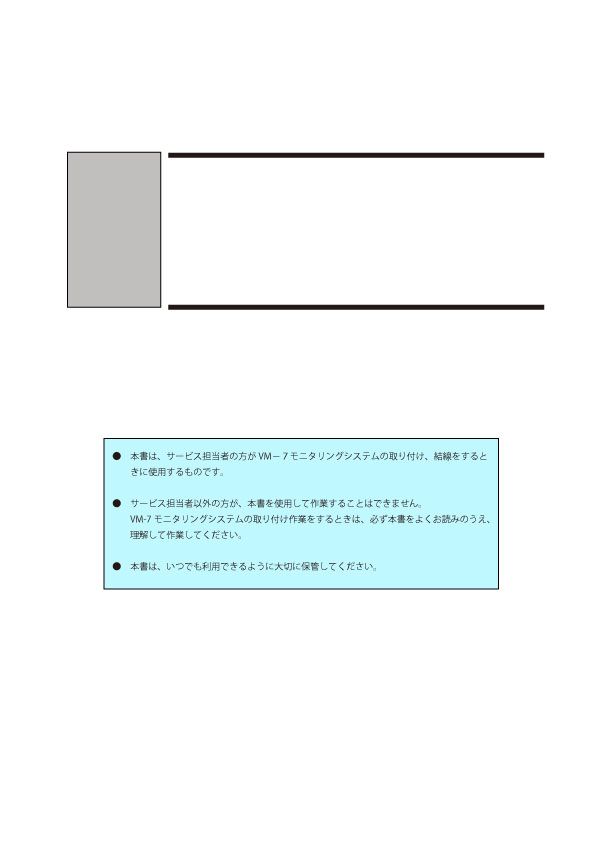 ● 本書は、サービス担当者の方が VM－７モニタリングシステムの取り付け、結線をすると
きに使用するものです。
● サービス担当者以外の方が、本書を使用して作業することはできません。
VM-7 モニタリングシステムの取り付け作業をするときは、必ず本書をよくお読みのうえ、
理解して作業してください。
● 本書は、いつでも利用できるように大切に保管してください。